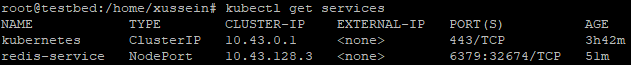 root@testbed:/home/xussein# kubectl get services
NAME            TYPE        CLUSTER-IP     EXTERNAL-IP   PORT(S)          AGE
kubernetes      ClusterIP   10.43.0.1      <none>        443/TCP          3h42m
redis-service   NodePort    10.43.128.3    <none>        6379:32674/TCP   51m